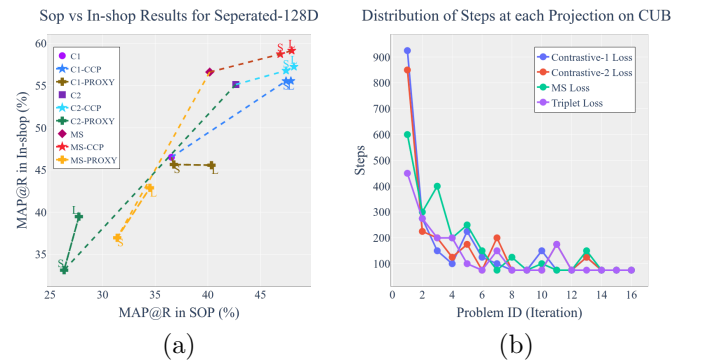 Sop vs In-shop Results for Seperated-128D
MAP@R in In-shop (%)
60
55
50
45
40
35
25
30
35
40
45
MAP@R in SOP (%)
C1
C1-CCP
C1-PROXY
C2
C2-CCP
C2-PROXY
MS
MS-CCP
MS-PROXY
S
L
S
L
S
L
S
L
S
L
S
L
(a)
Distribution of Steps at each Projection on CUB
Steps
900
800
700
600
500
400
300
200
100
0
2
4
6
8
10
12
14
16
Problem ID (Iteration)
Contrastive-1 Loss
Contrastive-2 Loss
MS Loss
Triplet Loss
(b)